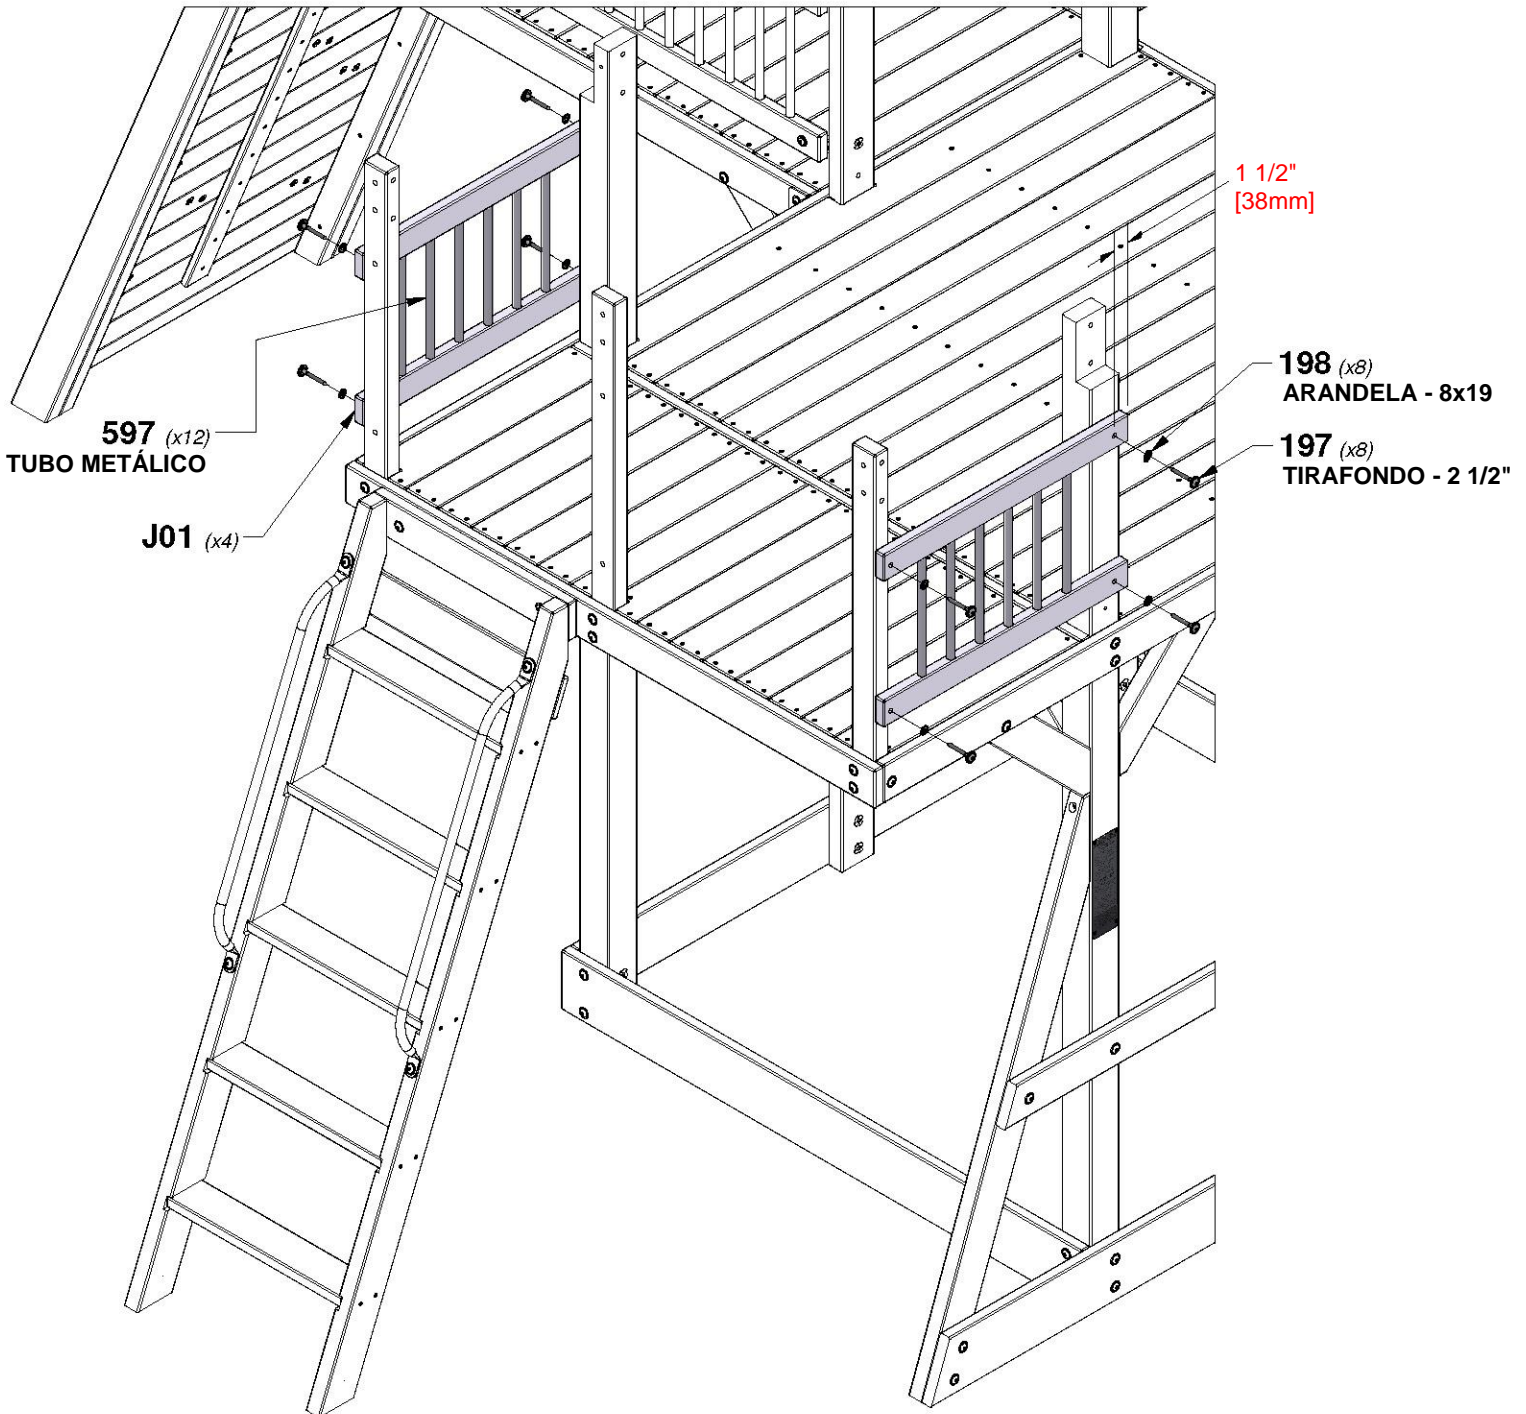 1 1/2"
[38mm]
198 (x8)
ARANDELA - 8x19
197 (x8)
TIRAFONDO - 2 1/2"
597 (x12)
TUBO METÁLICO
J01 (x4)